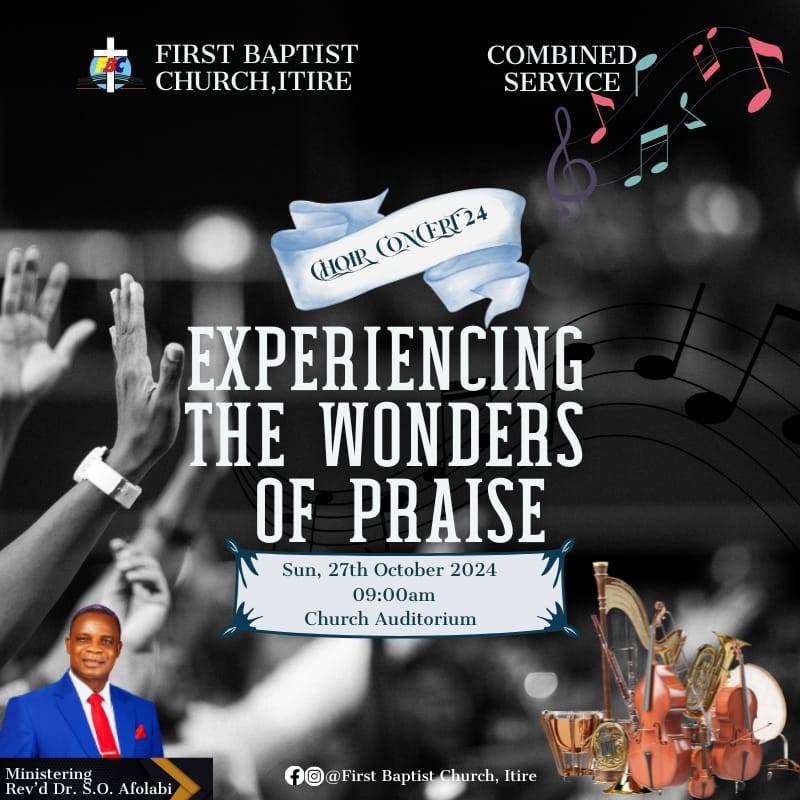 FBC
FIRST BAPTIST
CHURCH,ITIRE
COMBINED
SERVICE
CHOIR CONCERT'24
EXPERIENCING
THE WONDERS
OF PRAISE
Sun, 27th October 2024
09:00am
Church Auditorium
Ministering
Rev'd Dr. S.O. Afolabi
@First Baptist Church, Itire